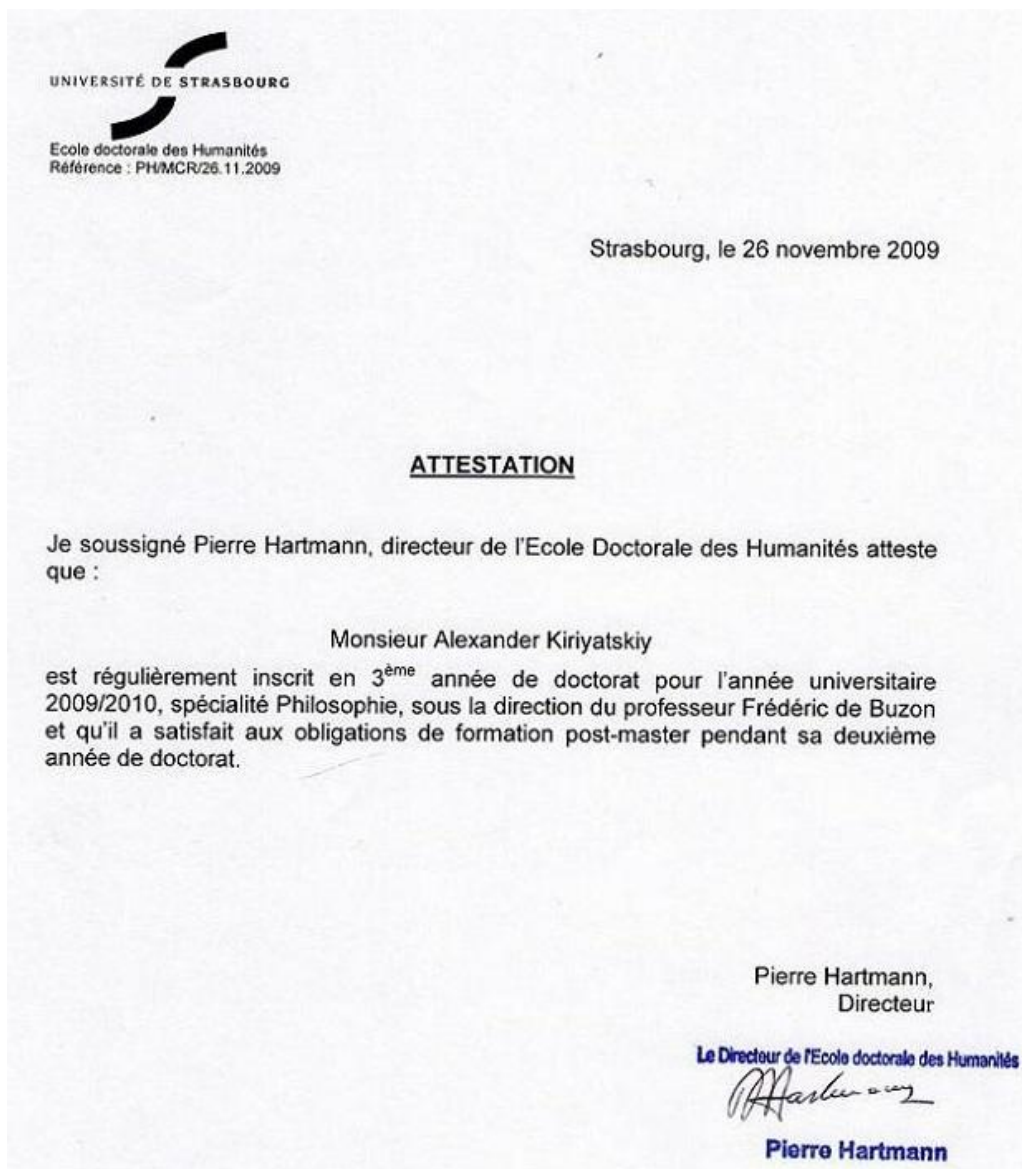 UNIVERSITÉ DE STRASBOURG
Ecole doctorale des Humanités
Référence : PH/MCR/26.11.2009
Strasbourg, le 26 novembre 2009
ATTESTATION
Je soussigné Pierre Hartmann, directeur de l'Ecole Doctorale des Humanités atteste
que :
Monsieur Alexander Kiriyatskiy
est régulièrement inscrit en 3ème année de doctorat pour l'année universitaire
2009/2010, spécialité Philosophie, sous la direction du professeur Frédéric de Buzon
et qu'il a satisfait aux obligations de formation post-master pendant sa deuxième
année de doctorat.
Pierre Hartmann,
Directeur
Le Directeur de l'Ecole doctorale des Humanités
Pierre Hartmann